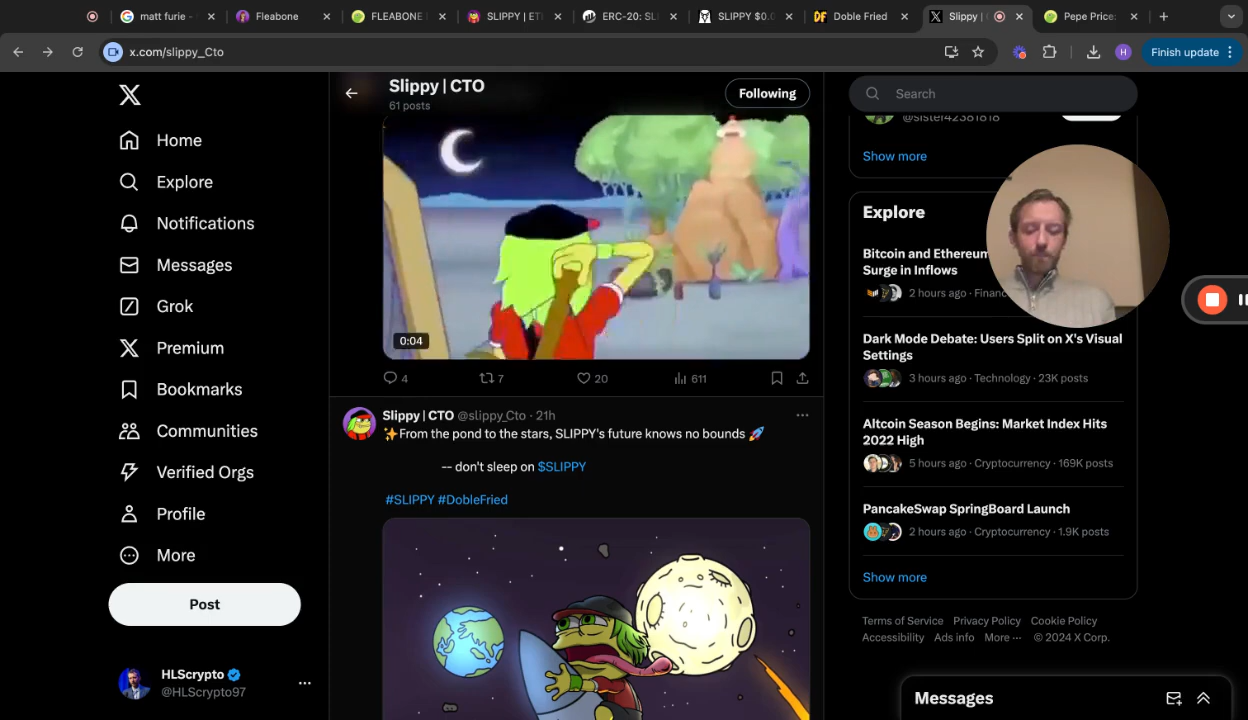 matt furie -
Fleabone
FLEABONE
SLIPPY | ET
ERC-20: SL
SLIPPY $0.0
Doble Fried
Slippy |
Pepe Price:
x.com/slippy_Cto
H
Finish update
Home
Explore
Notifications
Messages
Grok
Premium
Bookmarks
Communities
Verified Orgs
Profile
More
Post
HLScrypto
@HLScrypto97
Slippy | CTO
61 posts
Following
0:04
4 7 20 611
Slippy | CTO @slippy_Cto · 21h
✨From the pond to the stars, SLIPPY's future knows no bounds 🚀
-- don't sleep on $SLIPPY
#SLIPPY #DobleFried
Search
@sister42381818
Show more
Explore
Bitcoin and Ethereum
Surge in Inflows
2 hours ago · Financ
Dark Mode Debate: Users Split on X's Visual
Settings
3 hours ago · Technology · 23K posts
Altcoin Season Begins: Market Index Hits
2022 High
5 hours ago · Cryptocurrency · 169K posts
PancakeSwap SpringBoard Launch
2 hours ago · Cryptocurrency · 1.9K posts
Show more
Terms of Service Privacy Policy Cookie Policy
Accessibility Ads info More ··· © 2024 X Corp.
Messages